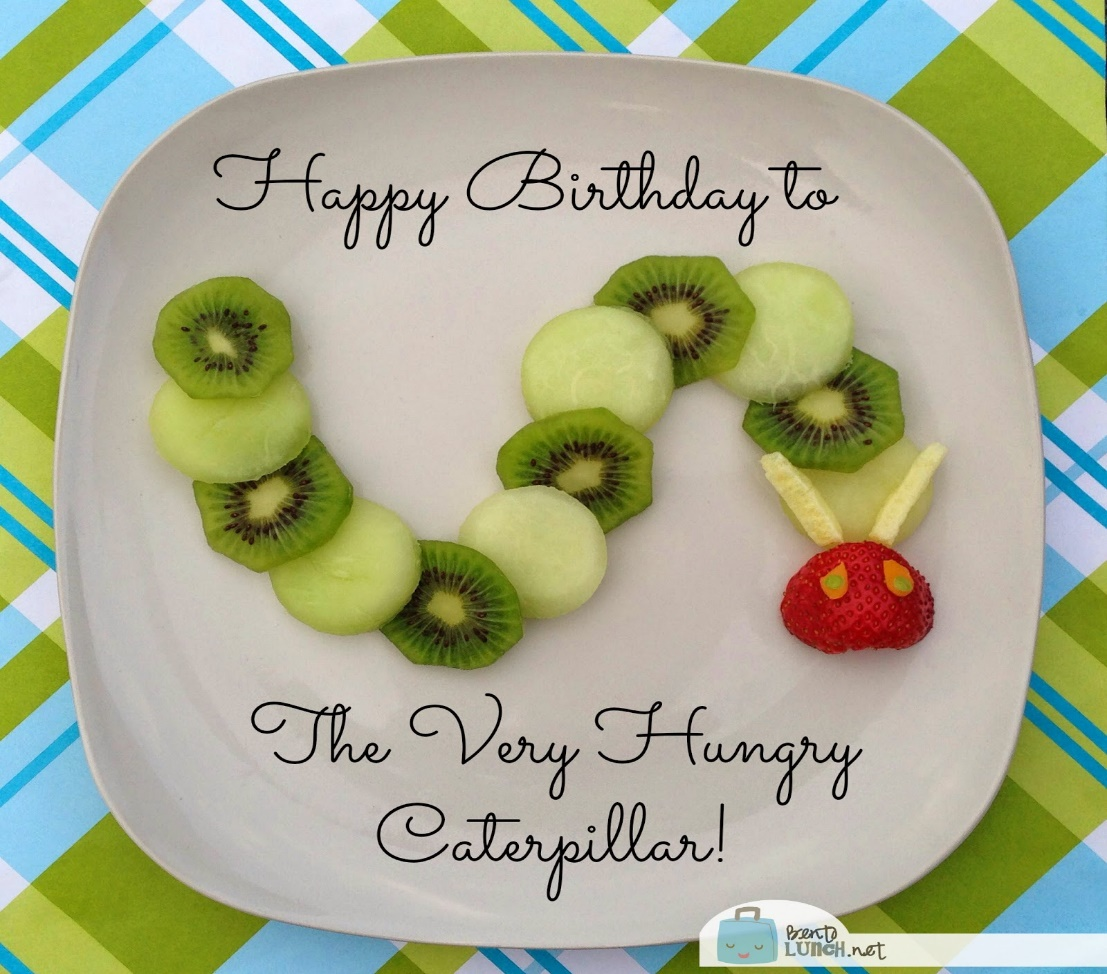 Happy Birthday to
The Very Hungry
Caterpillar!
Bento
LUNCH.net